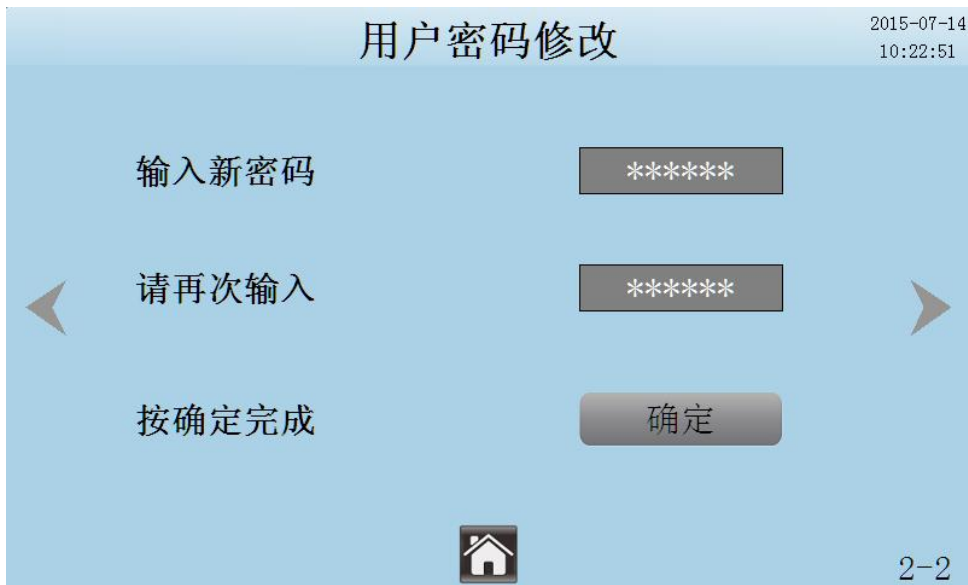 用户密码修改
2015-07-14
10:22:51
输入新密码 ******
请再次输入 ******
按确定完成 确定
2-2